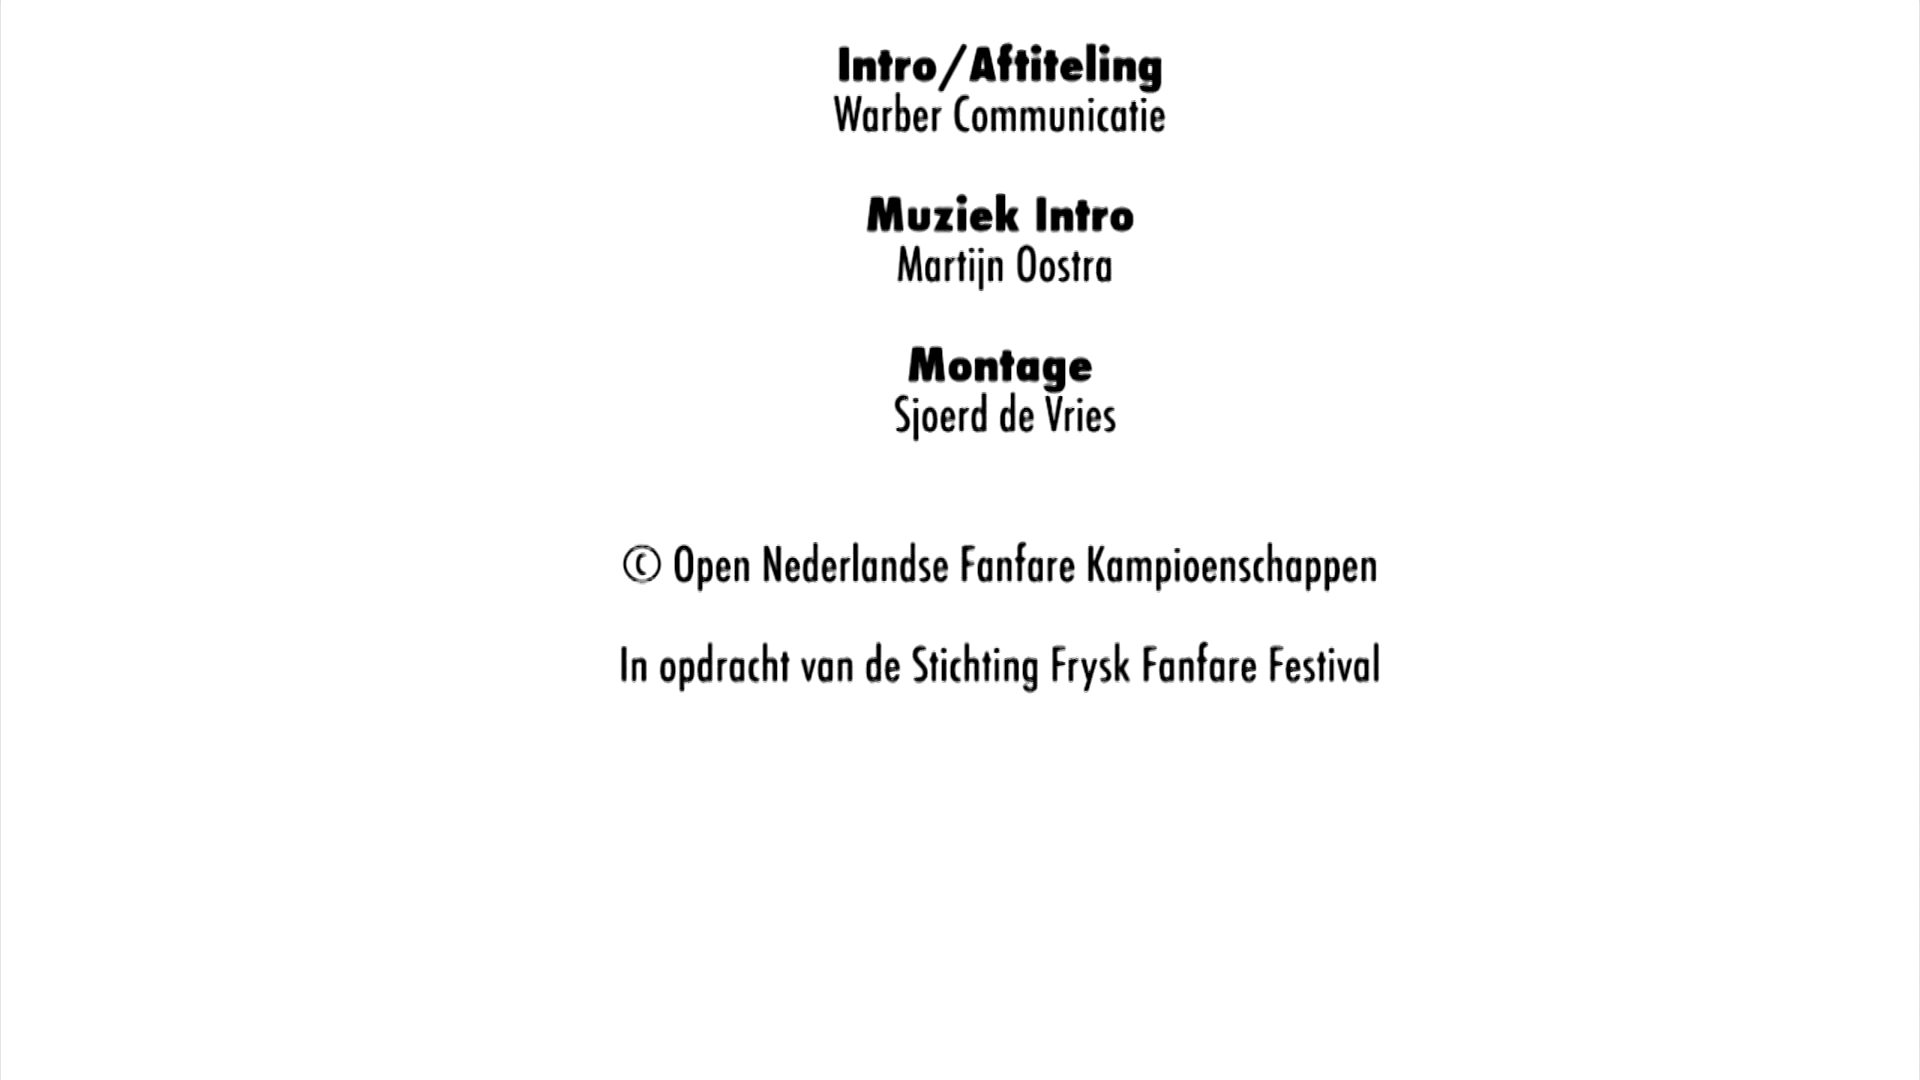 Intro/Aftiteling
Warber Communicatie
Muziek Intro
Martijn Oostra
Montage
Sjoerd de Vries
© Open Nederlandse Fanfare Kampioenschappen
In opdracht van de Stichting Frysk Fanfare Festival